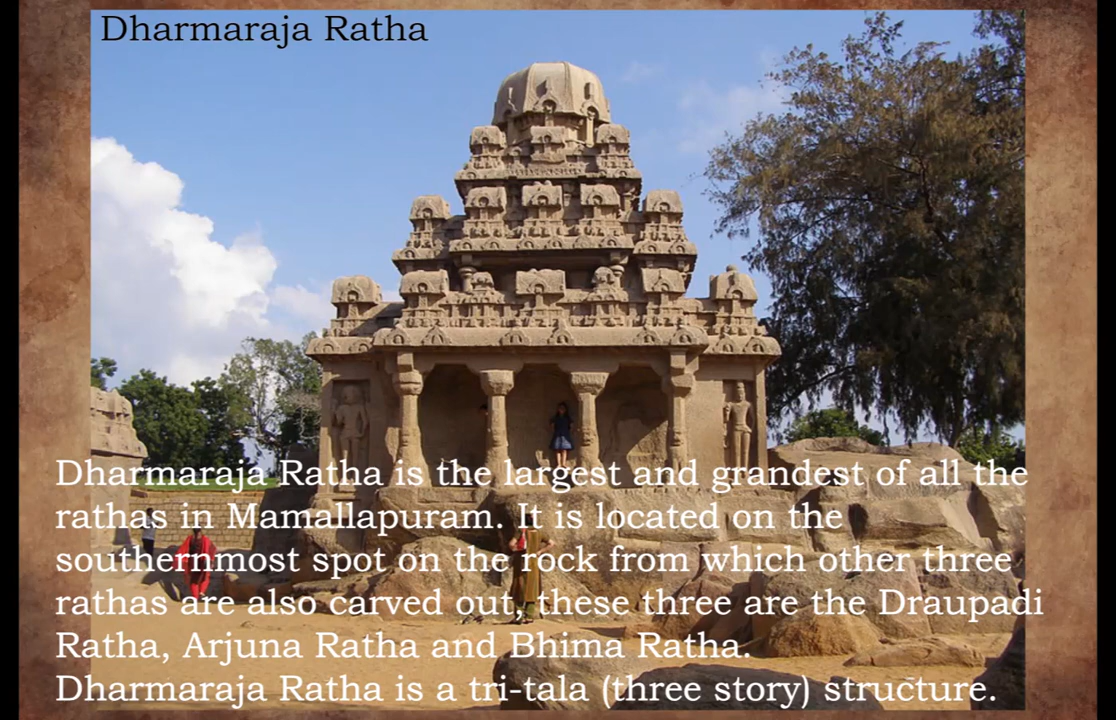 Dharmaraja Ratha
Dharmaraja Ratha is the largest and grandest of all the
rathas in Mamallapuram. It is located on the
southernmost spot on the rock from which other three
rathas are also carved out, these three are the Draupadi
Ratha, Arjuna Ratha and Bhima Ratha.
Dharmaraja Ratha is a tri-tala (three story) structure.